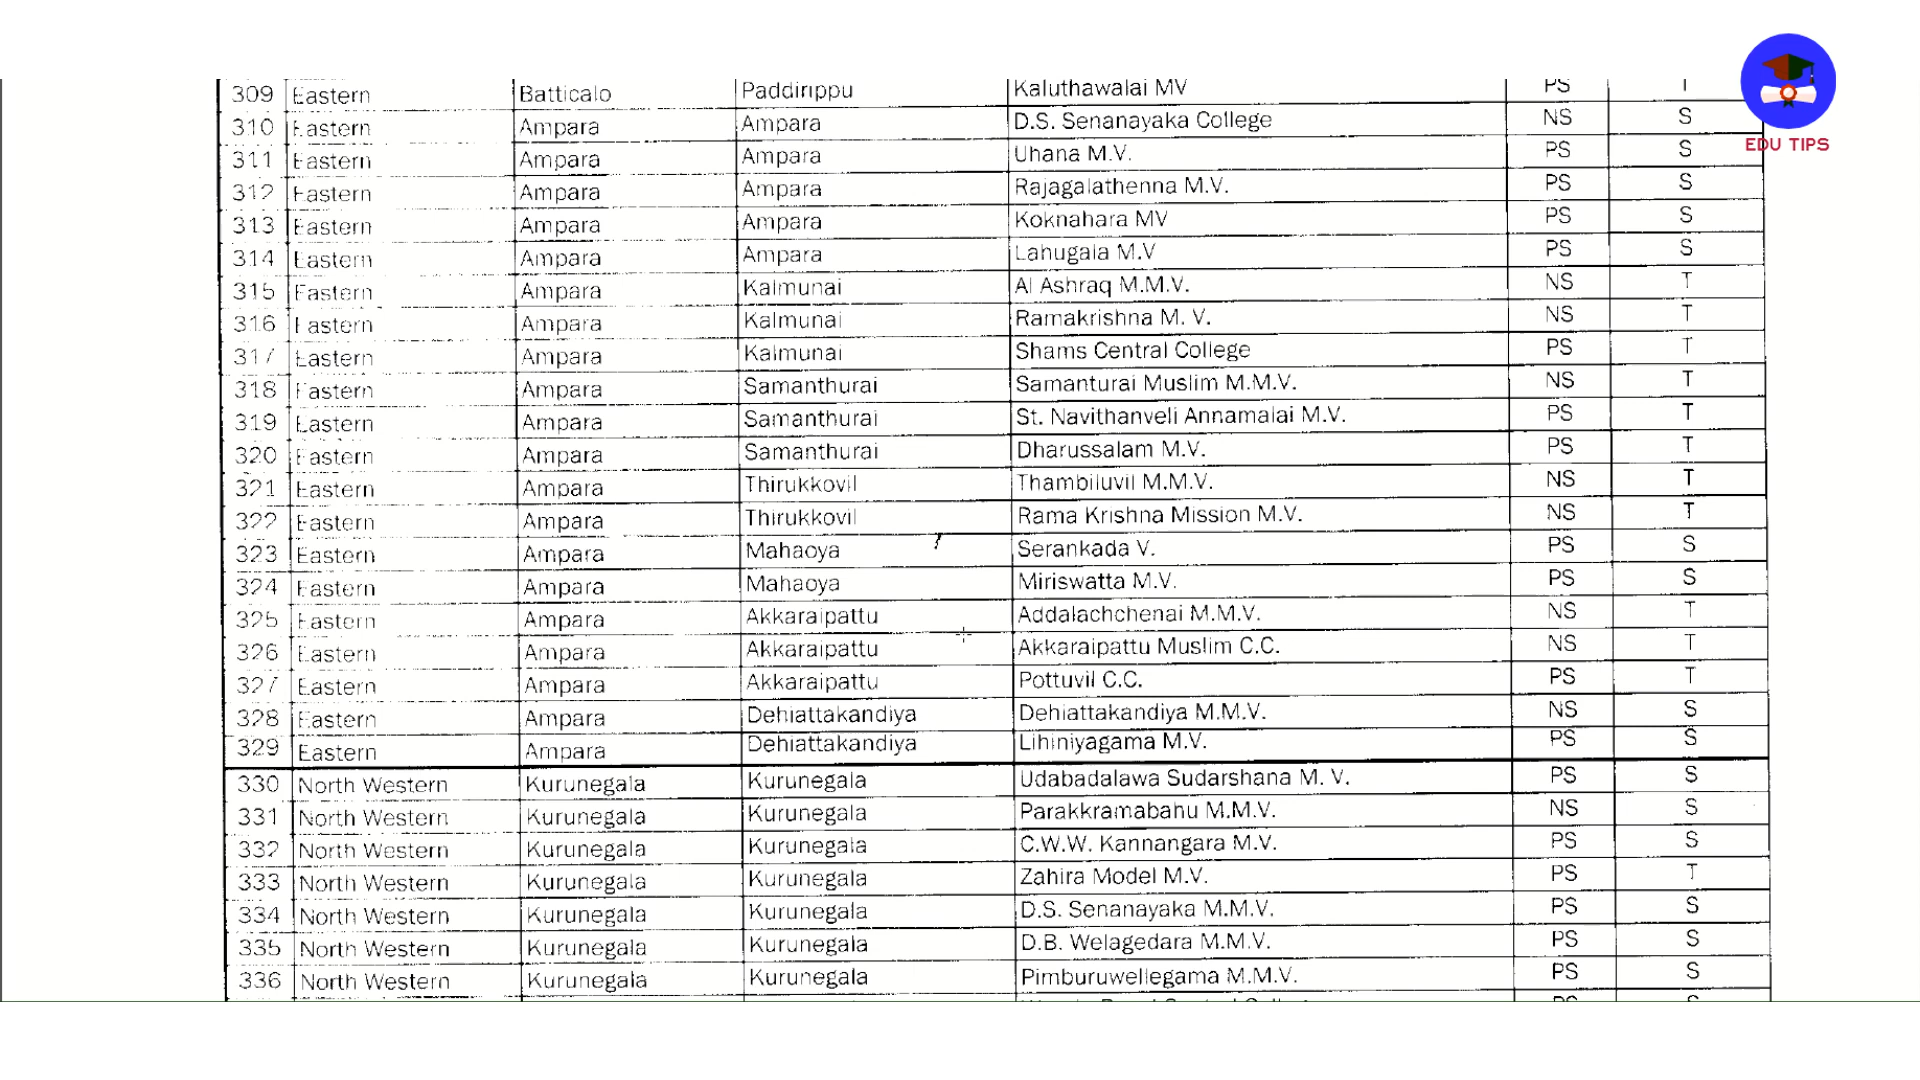 309 Eastern Batticalo Paddirippu Kaluthawalai MV PS T
310 Eastern Ampara Ampara D.S. Senanayaka College NS S
311 Eastern Ampara Ampara Uhana M.V. PS S
312 Eastern Ampara Ampara Rajagalathenna M.V. PS S
313 Eastern Ampara Ampara Koknahara MV PS S
314 Eastern Ampara Ampara Lahugala M.V PS S
315 Eastern Ampara Kalmunai Al Ashraq M.M.V. NS T
316 Eastern Ampara Kalmunai Ramakrishna M. V. NS T
317 Eastern Ampara Kalmunai Shams Central College PS T
318 Eastern Ampara Samanthurai Samanturai Muslim M.M.V. NS T
319 Eastern Ampara Samanthurai St. Navithanveli Annamalai M.V. PS T
320 Eastern Ampara Samanthurai Dharussalam M.V. PS T
321 Eastern Ampara Thirukkovil Thambiluvil M.M.V. NS T
322 Eastern Ampara Thirukkovil Rama Krishna Mission M.V. NS T
323 Eastern Ampara Mahaoya Serankada V. PS S
324 Eastern Ampara Mahaoya Miriswatta M.V. PS S
325 Eastern Ampara Akkaraipattu Addalachchenai M.M.V. NS T
326 Eastern Ampara Akkaraipattu Akkaraipattu Muslim C.C. NS T
327 Eastern Ampara Akkaraipattu Pottuvil C.C. PS T
328 Eastern Ampara Dehiattakandiya Dehiattakandiya M.M.V. NS S
329 Eastern Ampara Dehiattakandiya Lihiniyagama M.V. PS S
330 North Western Kurunegala Kurunegala Udabadalawa Sudarshana M. V. PS S
331 North Western Kurunegala Kurunegala Parakkramabahu M.M.V. NS S
332 North Western Kurunegala Kurunegala C.W.W. Kannangara M.V. PS S
333 North Western Kurunegala Kurunegala Zahira Model M.V. PS T
334 North Western Kurunegala Kurunegala D.S. Senanayaka M.M.V. PS S
335 North Western Kurunegala Kurunegala D.B. Welagedara M.M.V. PS S
336 North Western Kurunegala Kurunegala Pimburuwellegama M.M.V. PS S
EDU TIPS